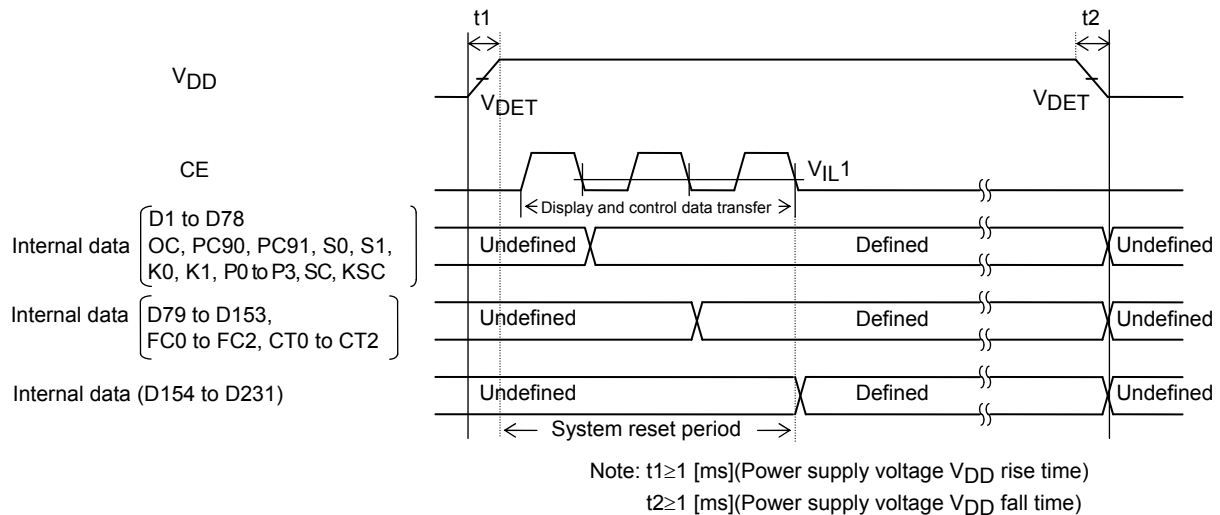 t1
t2
VDD
VDET
VDET
CE
VIL1
Display and control data transfer
Internal data
D1 to D78
OC, PC90, PC91, S0, S1,
K0, K1, P0 to P3, SC, KSC
Undefined
Defined
Undefined
Internal data
D79 to D153,
FC0 to FC2, CT0 to CT2
Undefined
Defined
Undefined
Internal data (D154 to D231)
Undefined
Defined
Undefined
System reset period
Note: t1≥1 [ms](Power supply voltage VDD rise time)
t2≥1 [ms](Power supply voltage VDD fall time)